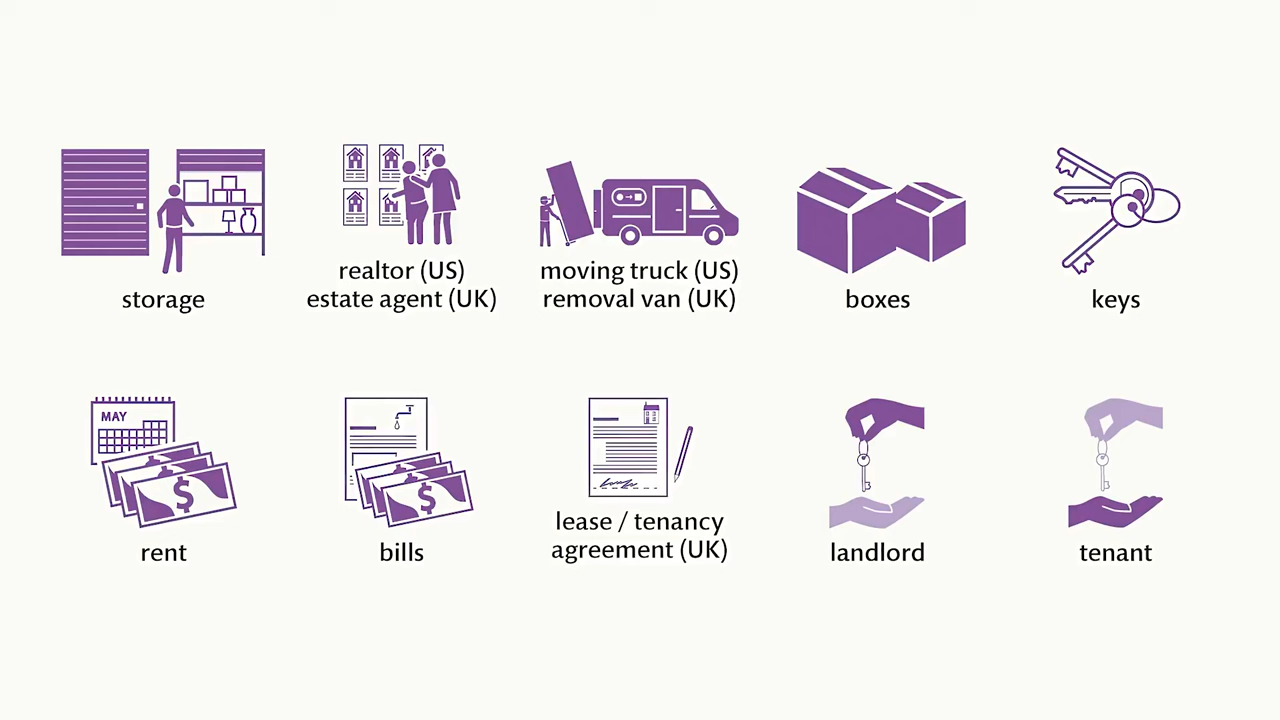 storage
realtor (US)
estate agent (UK)
moving truck (US)
removal van (UK)
boxes
keys
MAY
$
rent
$
bills
lease / tenancy
agreement (UK)
landlord
tenant